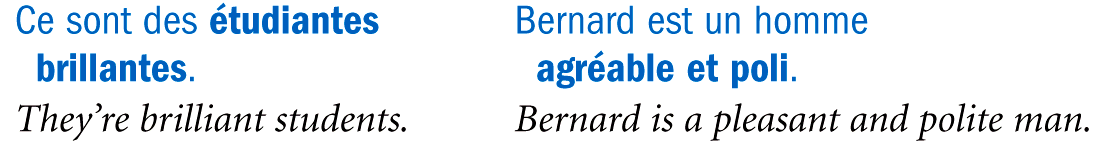 Ce sont des étudiantes
brillantes.
They're brilliant students.
Bernard est un homme
agréable et poli.
Bernard is a pleasant and polite man.